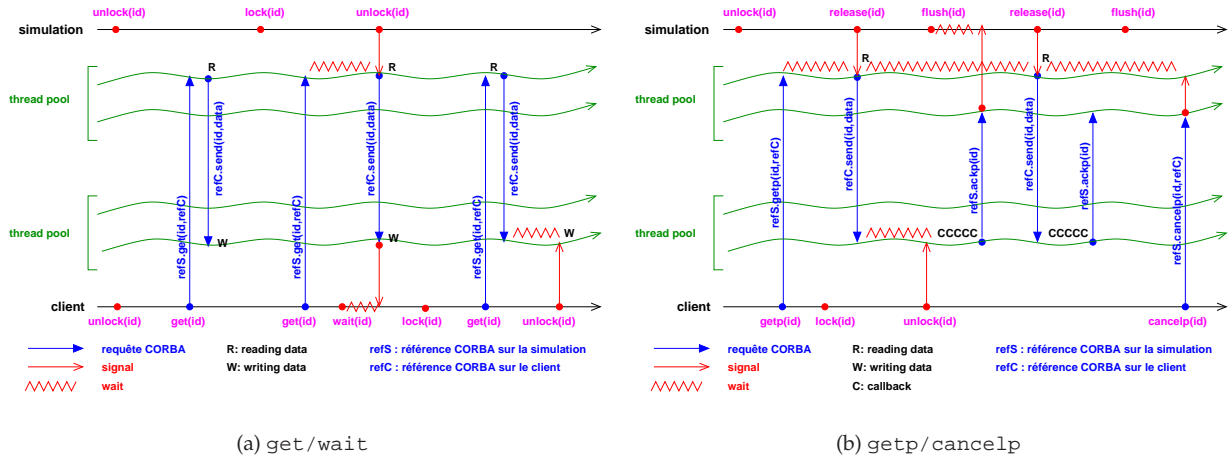 unlock(id) lock(id) unlock(id)
simulation
R R R
thread pool
refS.get(id,refC) refC.send(id,data) refS.get(id,refC) refC.send(id,data) refS.get(id,refC) refC.send(id,data)
thread pool
W W W
client
unlock(id) get(id) get(id) wait(id) lock(id) get(id) unlock(id)
requête CORBA R: reading data refS : référence CORBA sur la simulation
signal W: writing data refC : référence CORBA sur le client
wait
(a) get/wait
unlock(id) release(id) flush(id) release(id) flush(id)
simulation
R R
thread pool
refS.getp(id,refC) refC.send(id,data) refS.ackp(id) refC.send(id,data) refS.ackp(id) refS.cancelp(id,refC)
thread pool
CCCCC CCCCC
client
getp(id) lock(id) unlock(id) cancelp(id)
requête CORBA R: reading data refS : référence CORBA sur la simulation
signal W: writing data refC : référence CORBA sur le client
wait C: callback
(b) getp/cancelp